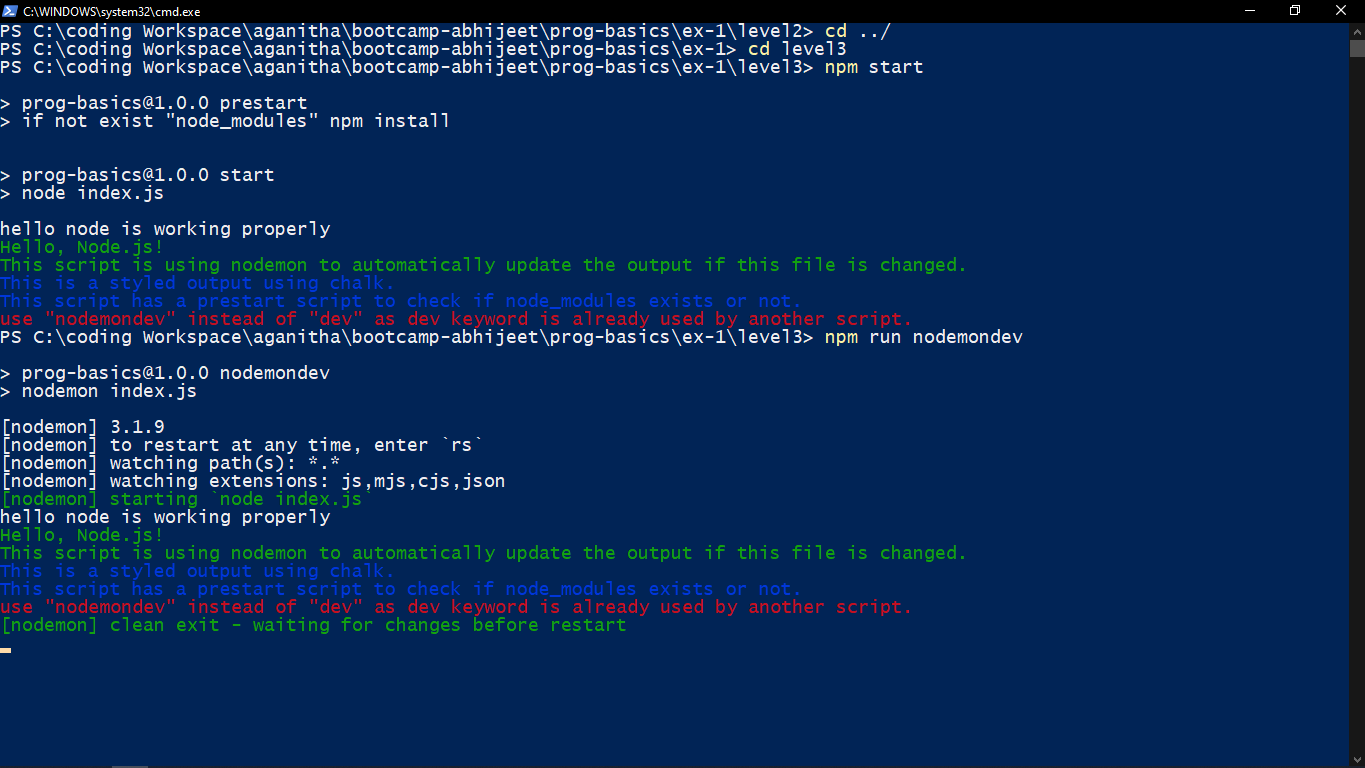 C:\WINDOWS\system32\cmd.exe
PS C:\coding Workspace\aganitha\bootcamp-abhijeet\prog-basics\ex-1\level2> cd ../
PS C:\coding Workspace\aganitha\bootcamp-abhijeet\prog-basics\ex-1> cd level3
PS C:\coding Workspace\aganitha\bootcamp-abhijeet\prog-basics\ex-1\level3> npm start
> prog-basics@1.0.0 prestart
> if not exist "node_modules" npm install
> prog-basics@1.0.0 start
> node index.js
hello node is working properly
Hello, Node.js!
This script is using nodemon to automatically update the output if this file is changed.
This is a styled output using chalk.
This script has a prestart script to check if node_modules exists or not.
use "nodemondev" instead of "dev" as dev keyword is already used by another script.
PS C:\coding Workspace\aganitha\bootcamp-abhijeet\prog-basics\ex-1\level3> npm run nodemondev
> prog-basics@1.0.0 nodemondev
> nodemon index.js
[nodemon] 3.1.9
[nodemon] to restart at any time, enter `rs`
[nodemon] watching path(s): *.*
[nodemon] watching extensions: js,mjs,cjs,json
[nodemon] starting `node index.js`
hello node is working properly
Hello, Node.js!
This script is using nodemon to automatically update the output if this file is changed.
This is a styled output using chalk.
This script has a prestart script to check if node_modules exists or not.
use "nodemondev" instead of "dev" as dev keyword is already used by another script.
[nodemon] clean exit - waiting for changes before restart